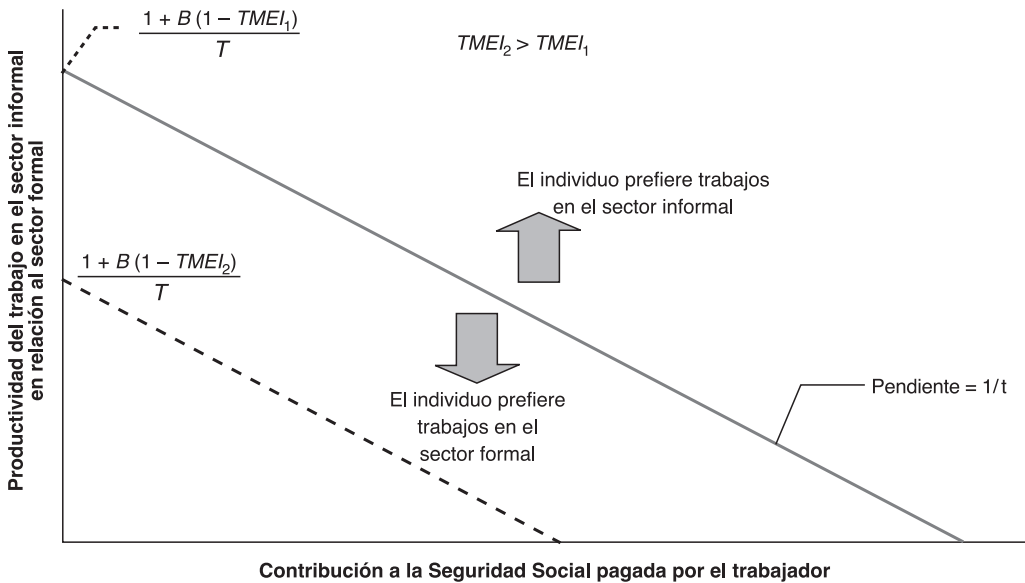 1 + B (1 – TMEI₁)
T
TMEI₂ > TMEI₁
Productividad del trabajo en el sector informal
en relación al sector formal
El individuo prefiere trabajos
en el sector informal
1 + B (1 – TMEI₂)
T
El individuo prefiere
trabajos en el
sector formal
Pendiente = 1/t
Contribución a la Seguridad Social pagada por el trabajador